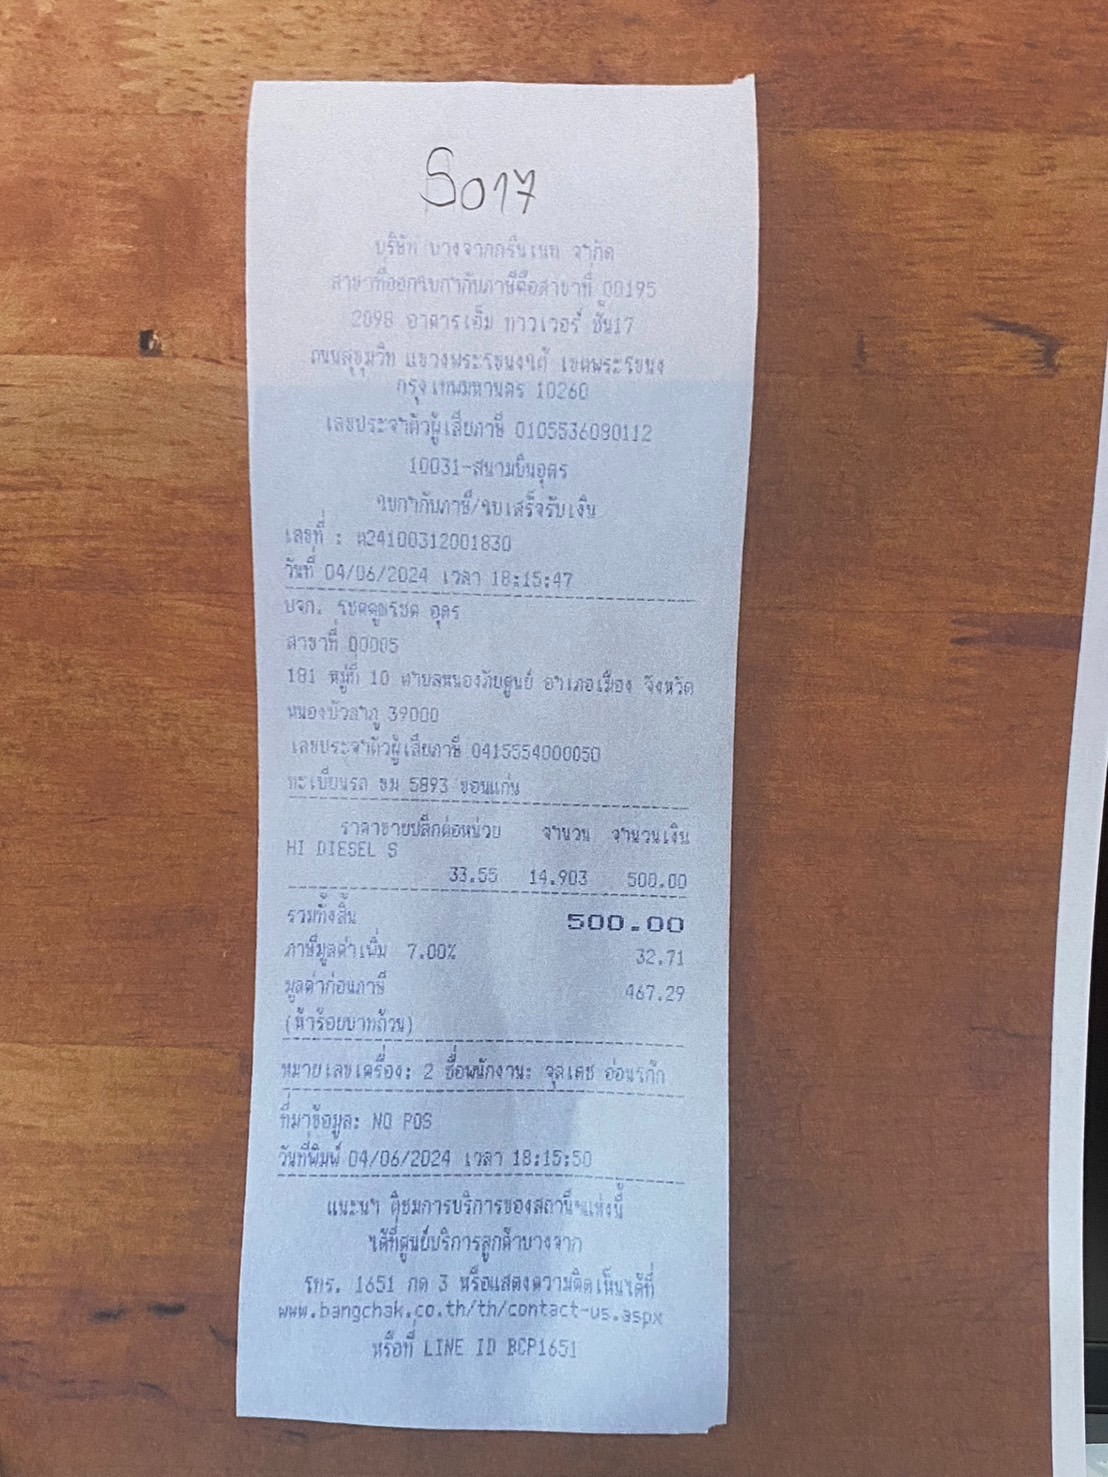 S017
บริษัท บางจากกรีนเนท จำกัด
สาขาที่ออกใบกำกับภาษีคือสาขาที่ 00195
2098 อาคารเอ็ม ทาวเวอร์ ชั้น17
ถนนสุขุมวิท แขวงพระโขนงใต้ เขตพระโขนง
กรุงเทพมหานคร 10260
เลขประจำตัวผู้เสียภาษี 0105536090112
10031-สนามบินอุดร
ใบกำกับภาษี/ใบเสร็จรับเงิน
เลขที่ : ด24100312001830
วันที่ 04/06/2024 เวลา 18:15:47
บจก. โชคคูณโชค อุดร
สาขาที่ 00005
181 หมู่ที่ 10 ตำบลหนองภัยศูนย์ อำเภอเมือง จังหวัด
หนองบัวลำภู 39000
เลขประจำตัวผู้เสียภาษี 0415554000050
ทะเบียนรถ ขม 5893 ขอนแก่น
ราคาขายปลีกต่อหน่วย จำนวน จำนวนเงิน
HI DIESEL S
33.55 14.903 500.00
รวมทั้งสิ้น 500.00
ภาษีมูลค่าเพิ่ม 7.00% 32.71
มูลค่าก่อนภาษี 467.29
(ห้าร้อยบาทถ้วน)
หมายเลขเครื่อง: 2 ชื่อพนักงาน: จุลเดช
ที่มาข้อมูล: NO POS
วันที่พิมพ์ 04/06/2024 เวลา 18:15:50
แนะนำ ติชมการบริการของสถานีฯแห่งนี้
ได้ที่ศูนย์บริการลูกค้าบางจาก
โทร. 1651 กด 3 หรือแสดงความคิดเห็นได้ที่
www.bangchak.co.th/th/contact-us.aspx
หรือที่ LINE ID BCP1651